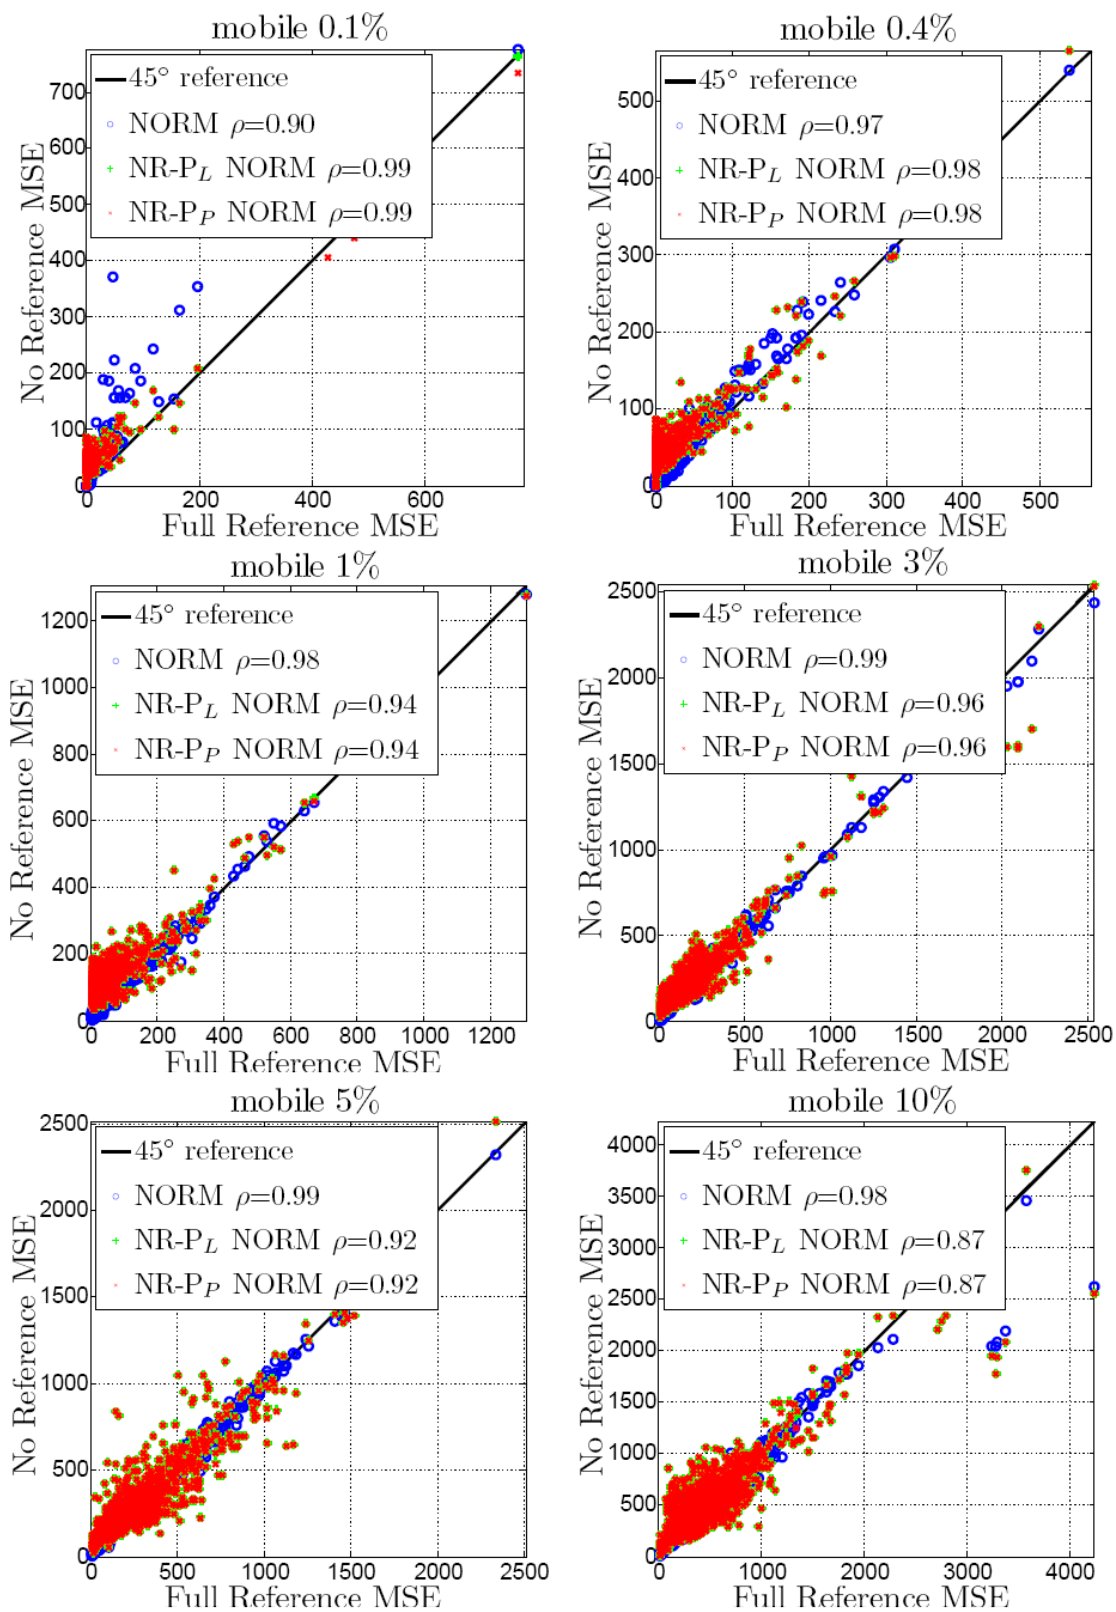 mobile 0.1%
No Reference MSE
700
600
500
400
300
200
100
0
45° reference
NORM ρ=0.90
NR-P_L NORM ρ=0.99
NR-P_P NORM ρ=0.99
0 200 400 600
Full Reference MSE
mobile 0.4%
No Reference MSE
500
400
300
200
100
0
45° reference
NORM ρ=0.97
NR-P_L NORM ρ=0.98
NR-P_P NORM ρ=0.98
0 100 200 300 400 500
Full Reference MSE
mobile 1%
No Reference MSE
1200
1000
800
600
400
200
0
45° reference
NORM ρ=0.98
NR-P_L NORM ρ=0.94
NR-P_P NORM ρ=0.94
0 200 400 600 800 1000 1200
Full Reference MSE
mobile 3%
No Reference MSE
2500
2000
1500
1000
500
0
45° reference
NORM ρ=0.99
NR-P_L NORM ρ=0.96
NR-P_P NORM ρ=0.96
0 500 1000 1500 2000 2500
Full Reference MSE
mobile 5%
No Reference MSE
2500
2000
1500
1000
500
0
45° reference
NORM ρ=0.99
NR-P_L NORM ρ=0.92
NR-P_P NORM ρ=0.92
0 500 1000 1500 2000 2500
Full Reference MSE
mobile 10%
No Reference MSE
4000
3500
3000
2500
2000
1500
1000
500
0
45° reference
NORM ρ=0.98
NR-P_L NORM ρ=0.87
NR-P_P NORM ρ=0.87
0 1000 2000 3000 4000
Full Reference MSE